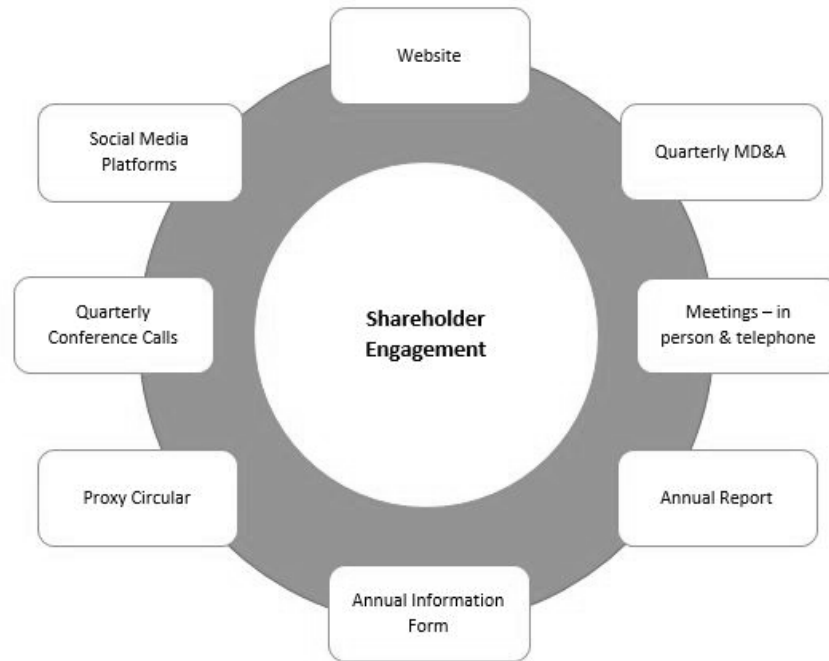 Website
Social Media
Platforms
Quarterly MD&A
Quarterly
Conference Calls
Shareholder
Engagement
Meetings – in
person & telephone
Proxy Circular
Annual Report
Annual Information
Form